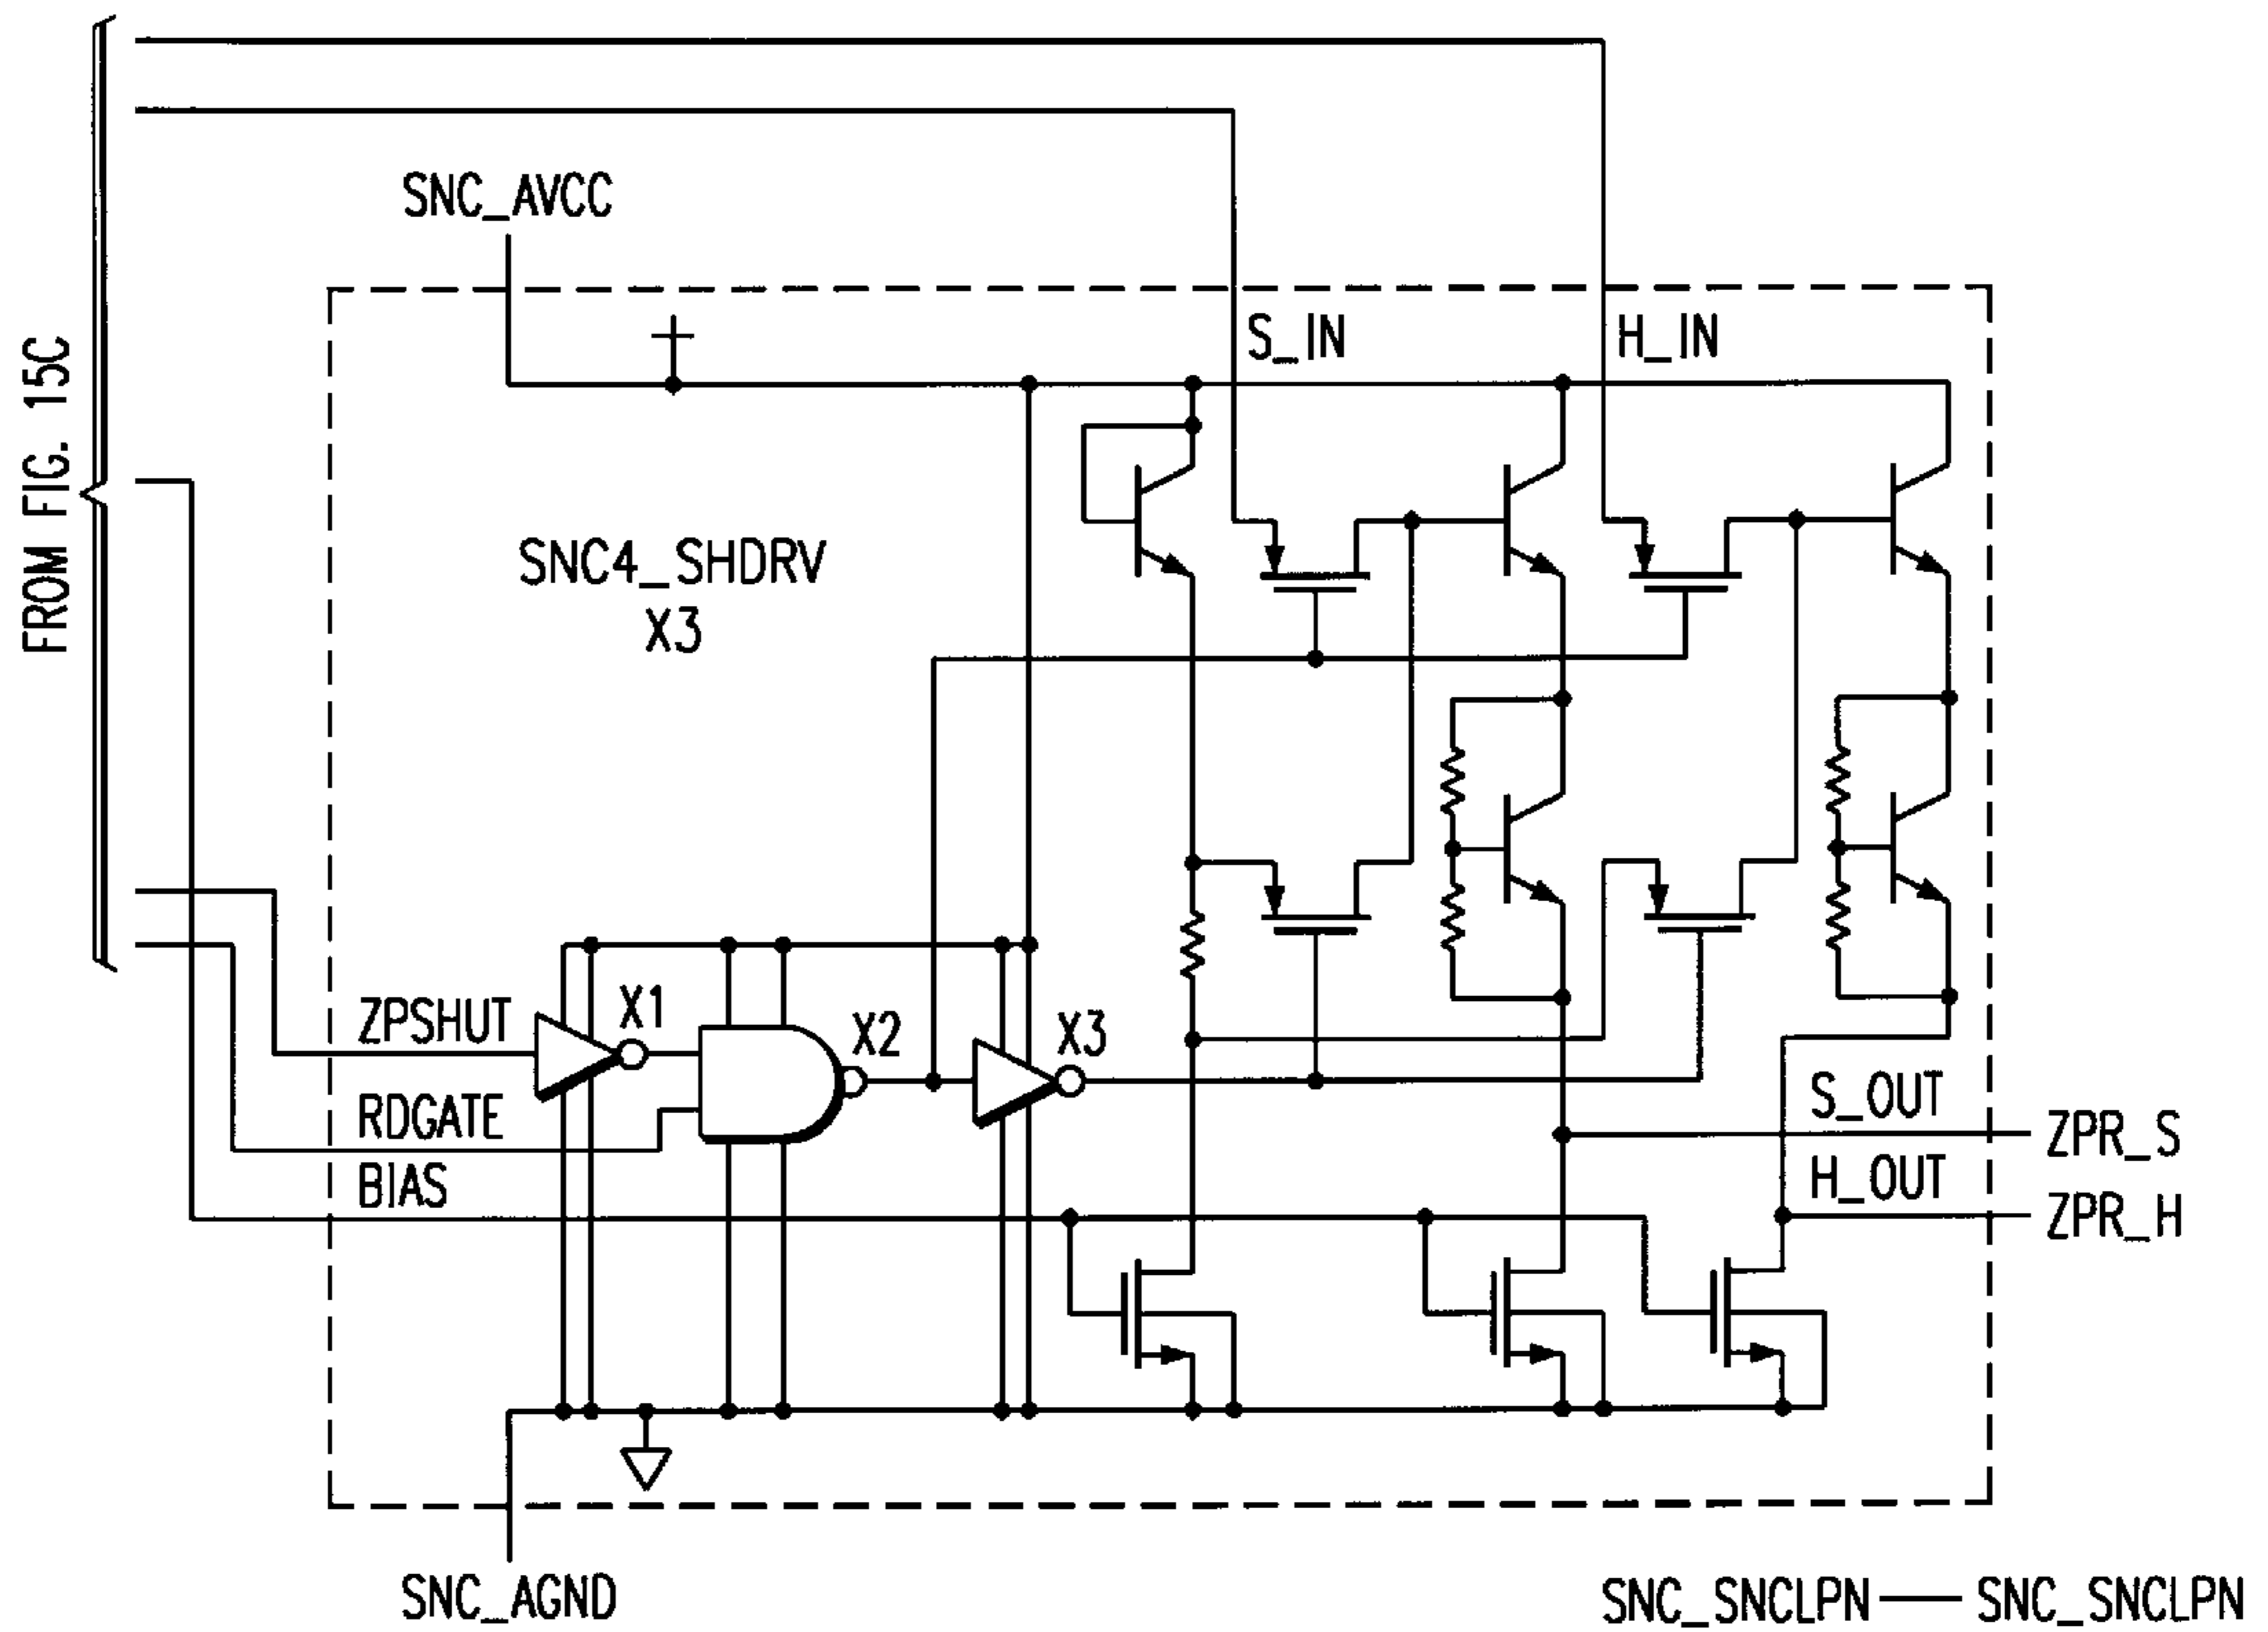 FROM FIG. 15C
SNC_AVCC
S_IN
H_IN
SNC4_SHDRV
X3
ZPSHUT
X1
X2
X3
RDGATE
BIAS
S_OUT
ZPR_S
H_OUT
ZPR_H
SNC_AGND
SNC_SNCLPN — SNC_SNCLPN